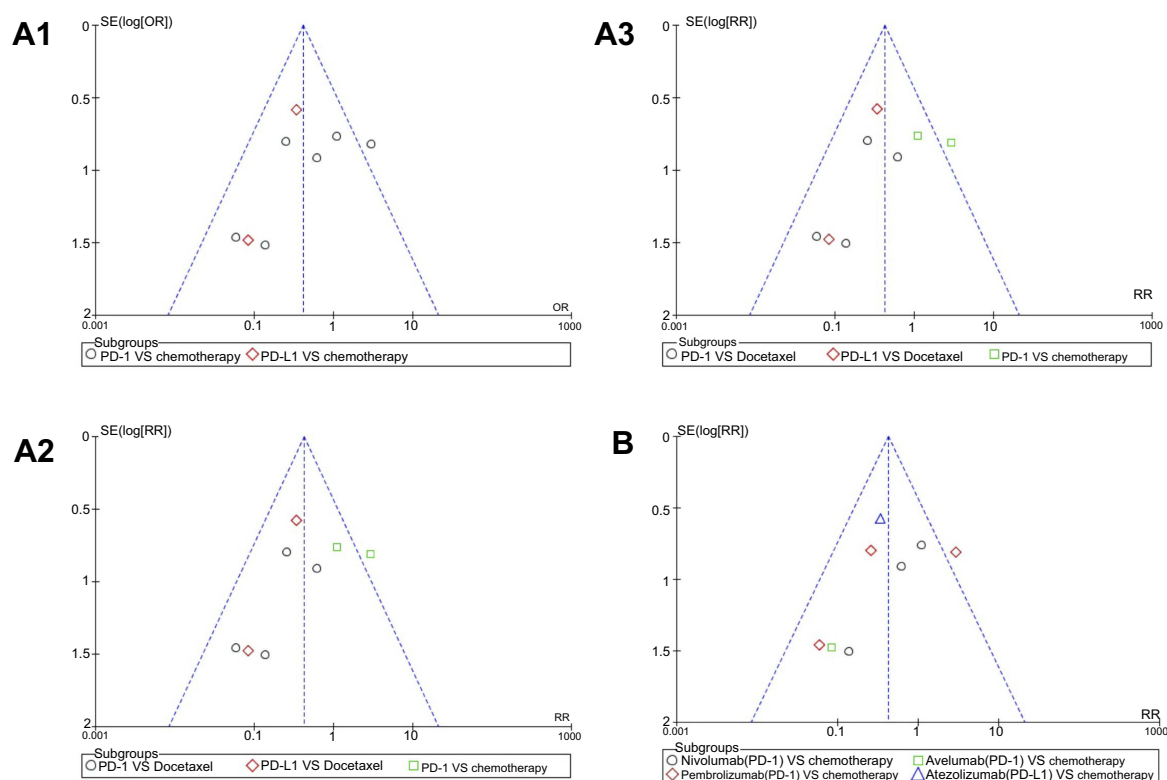 A1
SE(log[OR])
0
0.5
1
1.5
2
0.001
0.1
1
10
1000
OR
Subgroups
PD-1 VS chemotherapy
PD-L1 VS chemotherapy
A3
SE(log[RR])
0
0.5
1
1.5
2
0.001
0.1
1
10
1000
RR
Subgroups
PD-1 VS Docetaxel
PD-L1 VS Docetaxel
PD-1 VS chemotherapy
A2
SE(log[RR])
0
0.5
1
1.5
2
0.001
0.1
1
10
1000
RR
Subgroups
PD-1 VS Docetaxel
PD-L1 VS Docetaxel
PD-1 VS chemotherapy
B
SE(log[RR])
0
0.5
1
1.5
2
0.001
0.1
1
10
1000
RR
Subgroups
Nivolumab(PD-1) VS chemotherapy
Avelumab(PD-1) VS chemotherapy
Pembrolizumab(PD-1) VS chemotherapy
Atezolizumab(PD-L1) VS chemotherapy